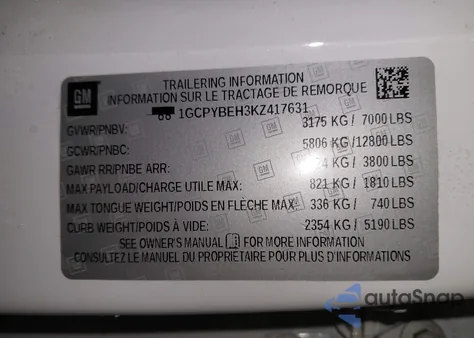 GM
TRAILERING INFORMATION
INFORMATION SUR LE TRACTAGE DE REMORQUE
1GCPYBEH3KZ417631
GVWR/PNBV: 3175 KG / 7000 LBS
GCWR/PNBC: 5806 KG / 12800 LBS
GAWR RR/PNBE ARR: KG / 3800 LBS
MAX PAYLOAD/CHARGE UTILE MAX: 821 KG / 1810 LBS
MAX TONGUE WEIGHT/POIDS EN FLÈCHE MAX: 336 KG / 740 LBS
CURB WEIGHT/POIDS À VIDE: 2354 KG / 5190 LBS
SEE OWNER'S MANUAL FOR MORE INFORMATION
CONSULTEZ LE MANUEL DU PROPRIÉTAIRE POUR PLUS D'INFORMATION
autoSnap